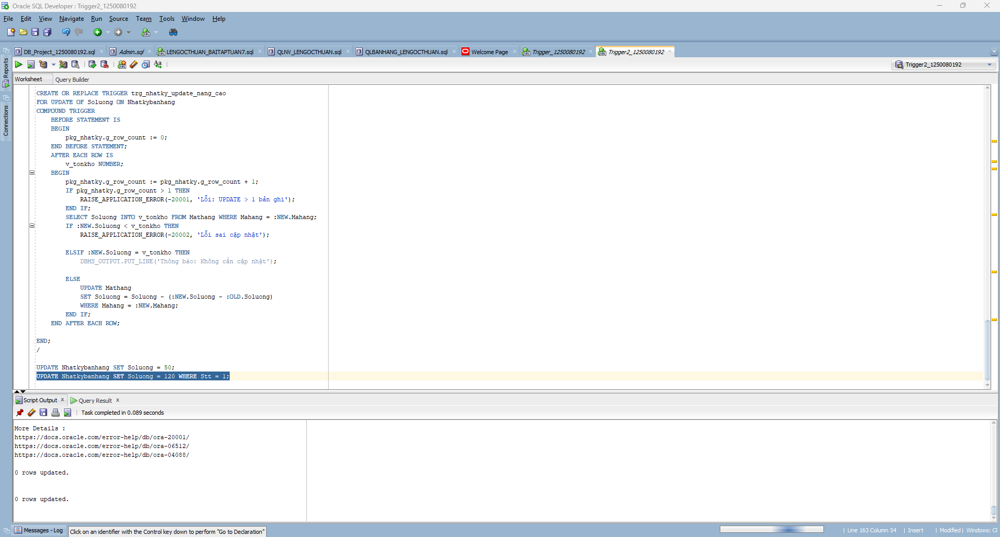 Oracle SQL Developer : Trigger2_1250080192
File Edit View Navigate Run Source Team Tools Window Help
DB_Project_1250080192.sql Admin.sql LENGOCTHUAN_BAITAPTUAN7.sql QLNV_LENGOCTHUAN.sql QLBANHANG_LENGOCTHUAN.sql Welcome Page Trigger_1250080192 Trigger2_1250080192
Trigger2_1250080192
Reports
Connections
Worksheet Query Builder
CREATE OR REPLACE TRIGGER trg_nhatky_update_nang_cao
FOR UPDATE OF Soluong ON Nhatkybanhang
COMPOUND TRIGGER
BEFORE STATEMENT IS
BEGIN
pkg_nhatky.g_row_count := 0;
END BEFORE STATEMENT;
AFTER EACH ROW IS
v_tonkho NUMBER;
BEGIN
pkg_nhatky.g_row_count := pkg_nhatky.g_row_count + 1;
IF pkg_nhatky.g_row_count > 1 THEN
RAISE_APPLICATION_ERROR(-20001, 'Lỗi: UPDATE > 1 bản ghi');
END IF;
SELECT Soluong INTO v_tonkho FROM Mathang WHERE Mahang = :NEW.Mahang;
IF :NEW.Soluong < v_tonkho THEN
RAISE_APPLICATION_ERROR(-20002, 'Lỗi sai cập nhật');
ELSIF :NEW.Soluong = v_tonkho THEN
DBMS_OUTPUT.PUT_LINE('Thông báo: Không cần cập nhật');
ELSE
UPDATE Mathang
SET Soluong = Soluong - (:NEW.Soluong - :OLD.Soluong)
WHERE Mahang = :NEW.Mahang;
END IF;
END AFTER EACH ROW;
END;
/
UPDATE Nhatkybanhang SET Soluong = 50;
UPDATE Nhatkybanhang SET Soluong = 120 WHERE Stt = 1;
Script Output x Query Result x
Task completed in 0.089 seconds
More Details :
https://docs.oracle.com/error-help/db/ora-20001/
https://docs.oracle.com/error-help/db/ora-06512/
https://docs.oracle.com/error-help/db/ora-04088/
0 rows updated.
0 rows updated.
Messages - Log
Click on an identifier with the Control key down to perform "Go to Declaration"
| Line 163 Column 54 | Insert | Modified | Windows: CF